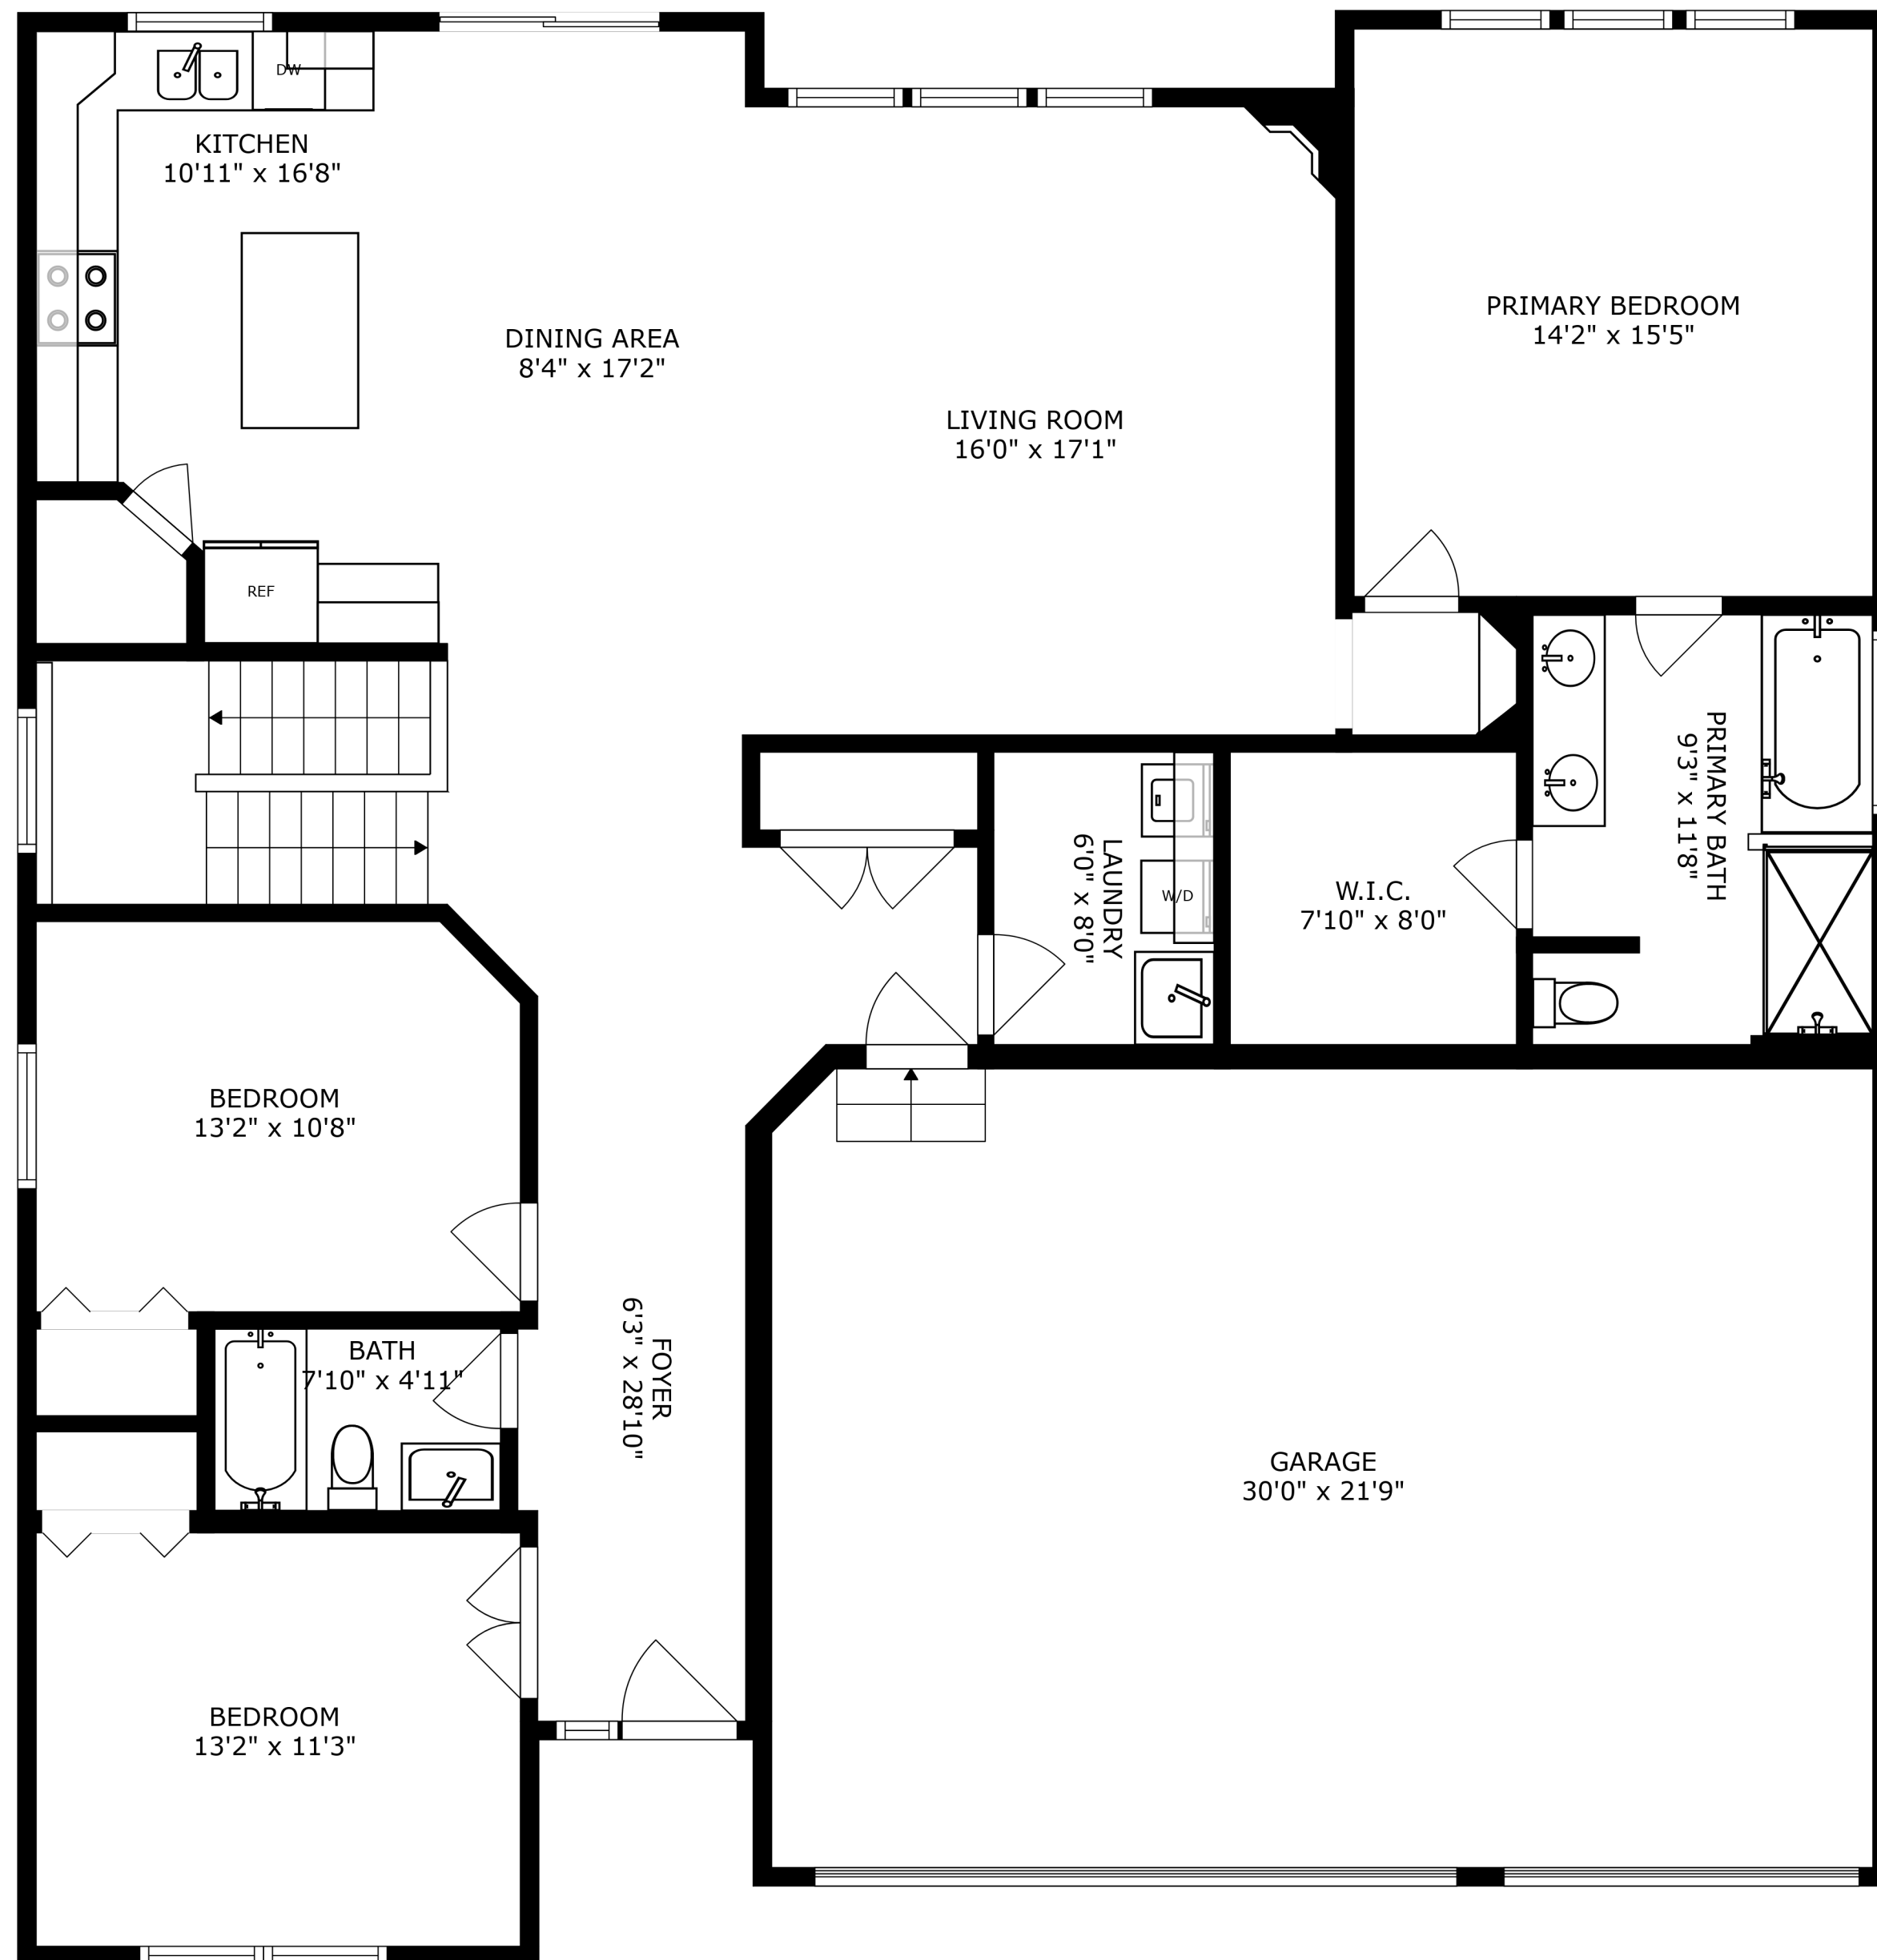 DW
KITCHEN
10'11" x 16'8"
PRIMARY BEDROOM
14'2" x 15'5"
DINING AREA
8'4" x 17'2"
LIVING ROOM
16'0" x 17'1"
REF
PRIMARY BATH
9'3" x 11'8"
LAUNDRY
6'0" x 8'0"
W/D
W.I.C.
7'10" x 8'0"
BEDROOM
13'2" x 10'8"
BATH
7'10" x 4'11"
FOYER
6'3" x 28'10"
GARAGE
30'0" x 21'9"
BEDROOM
13'2" x 11'3"